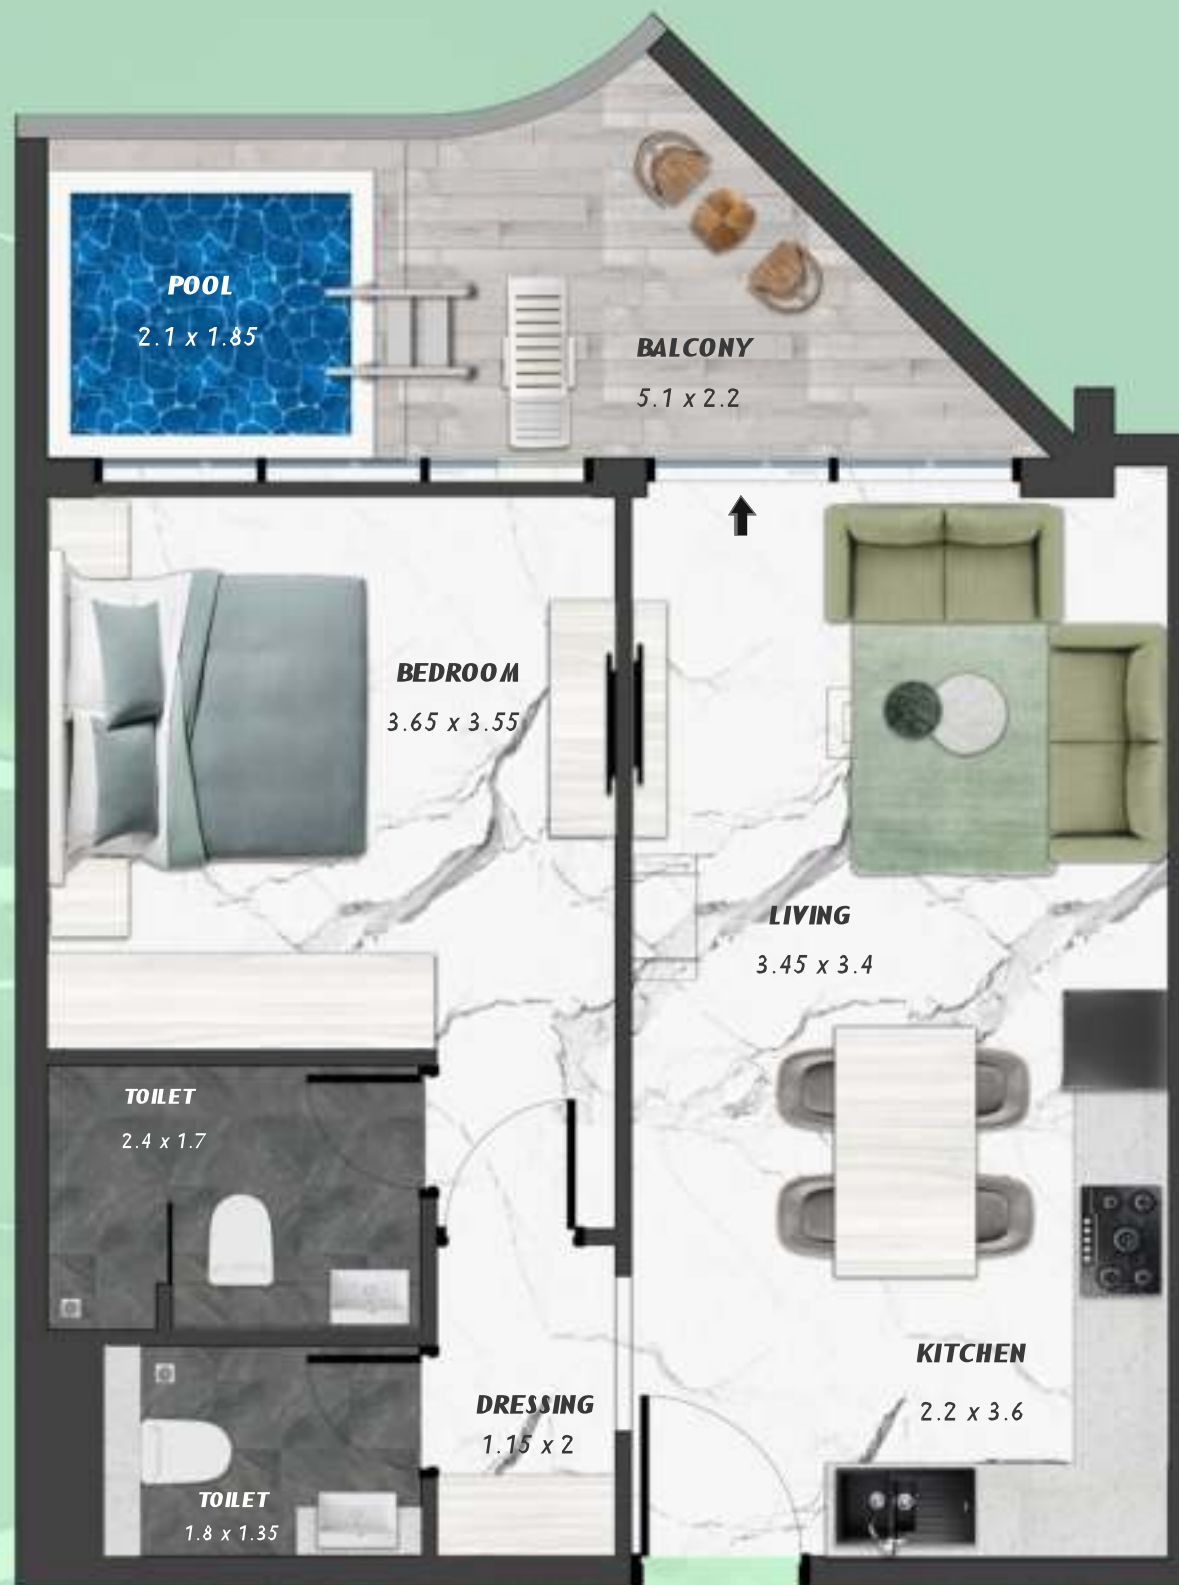 POOL
2.1 x 1.85
BALCONY
5.1 x 2.2
BEDROOM
3.65 x 3.55
LIVING
3.45 x 3.4
TOILET
2.4 x 1.7
KITCHEN
2.2 x 3.6
DRESSING
1.15 x 2
TOILET
1.8 x 1.35